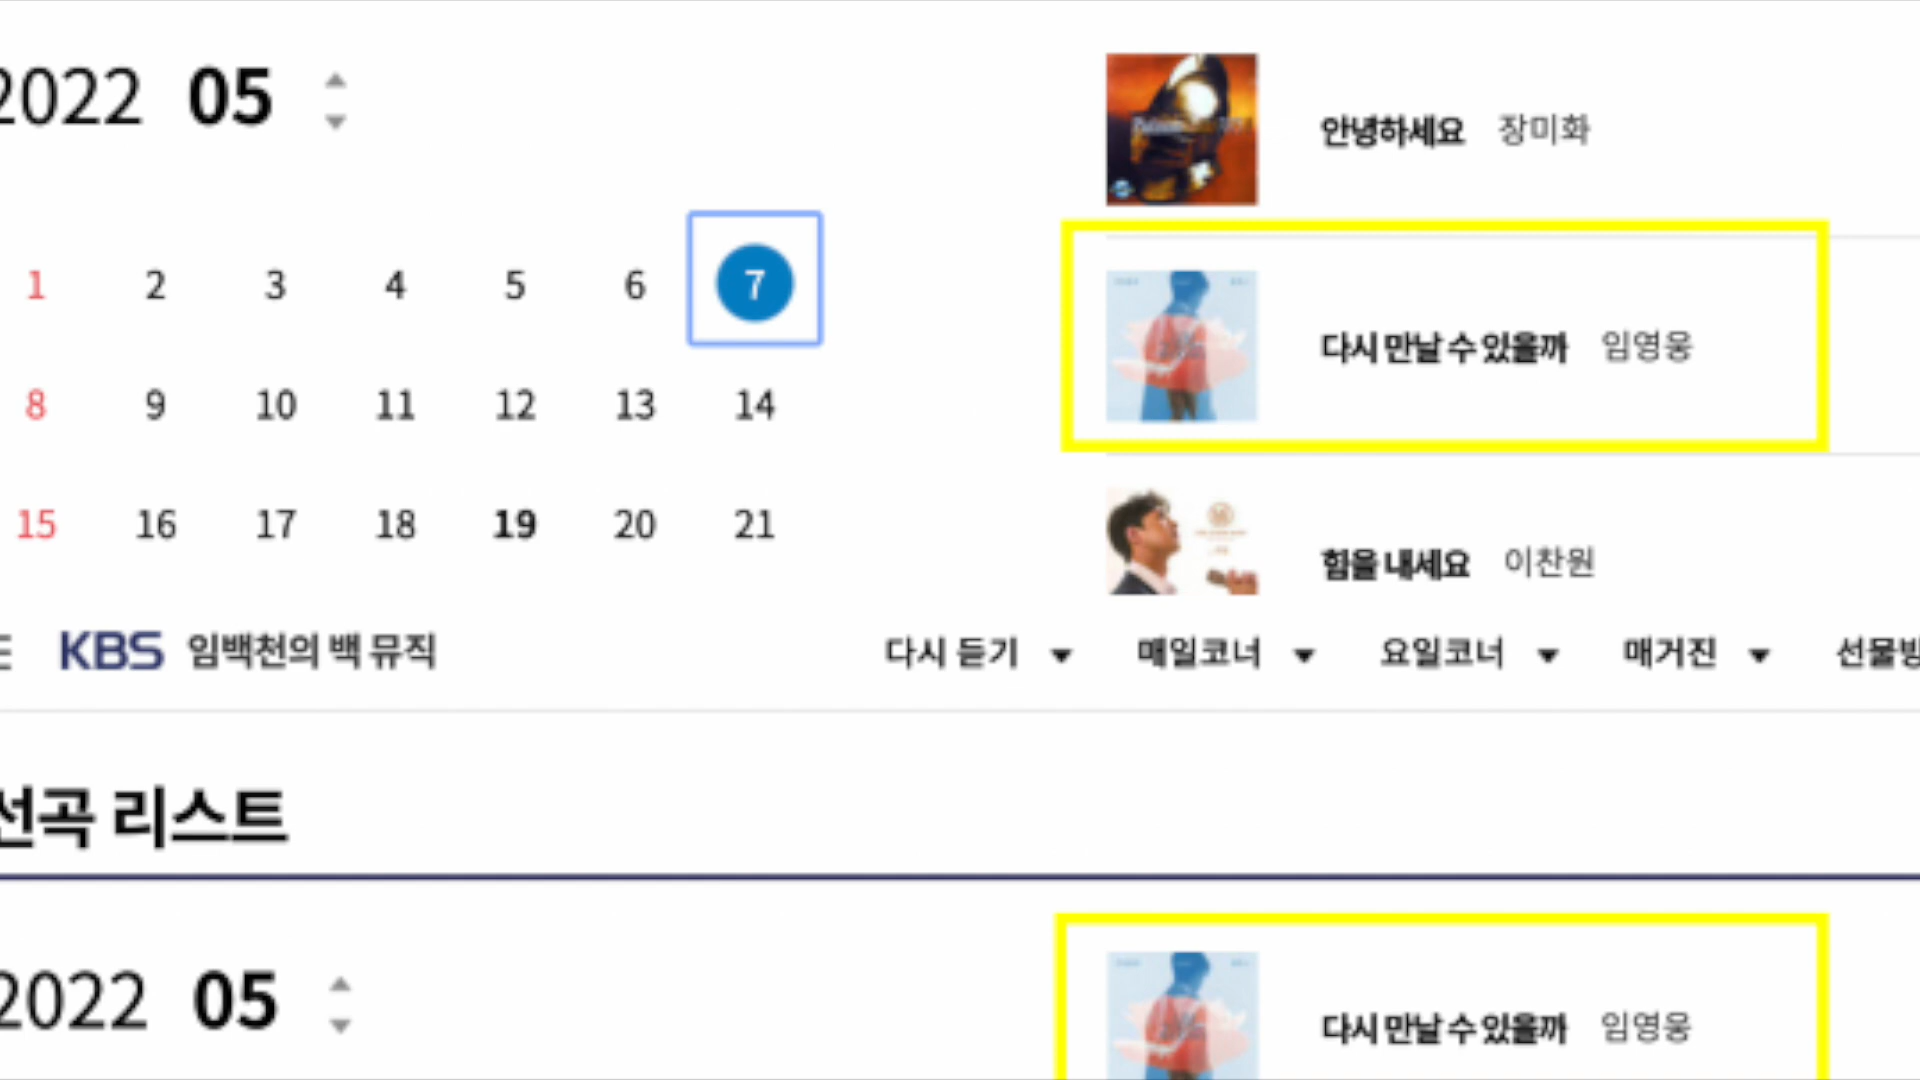 2022 05
1 2 3 4 5 6 7
8 9 10 11 12 13 14
15 16 17 18 19 20 21
안녕하세요 장미화
다시 만날 수 있을까 임영웅
힘을 내세요 이찬원
KBS 임백천의 백 뮤직 다시 듣기 매일코너 요일코너 매거진 선물방
선곡 리스트
2022 05
다시 만날 수 있을까 임영웅